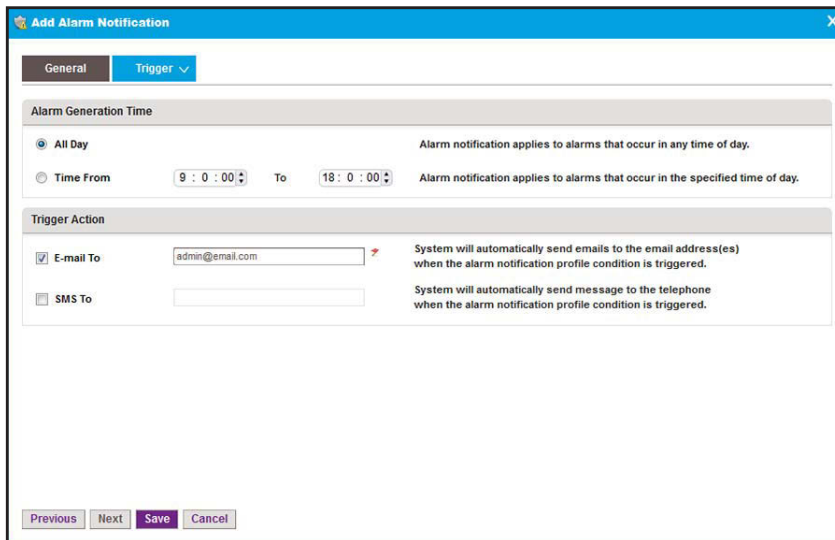 Add Alarm Notification X
General Trigger
Alarm Generation Time
All Day Alarm notification applies to alarms that occur in any time of day.
Time From 9 : 0 : 00 To 18 : 0 : 00 Alarm notification applies to alarms that occur in the specified time of day.
Trigger Action
E-mail To admin@email.com System will automatically send emails to the email address(es)
when the alarm notification profile condition is triggered.
SMS To System will automatically send message to the telephone
when the alarm notification profile condition is triggered.
Previous Next Save Cancel